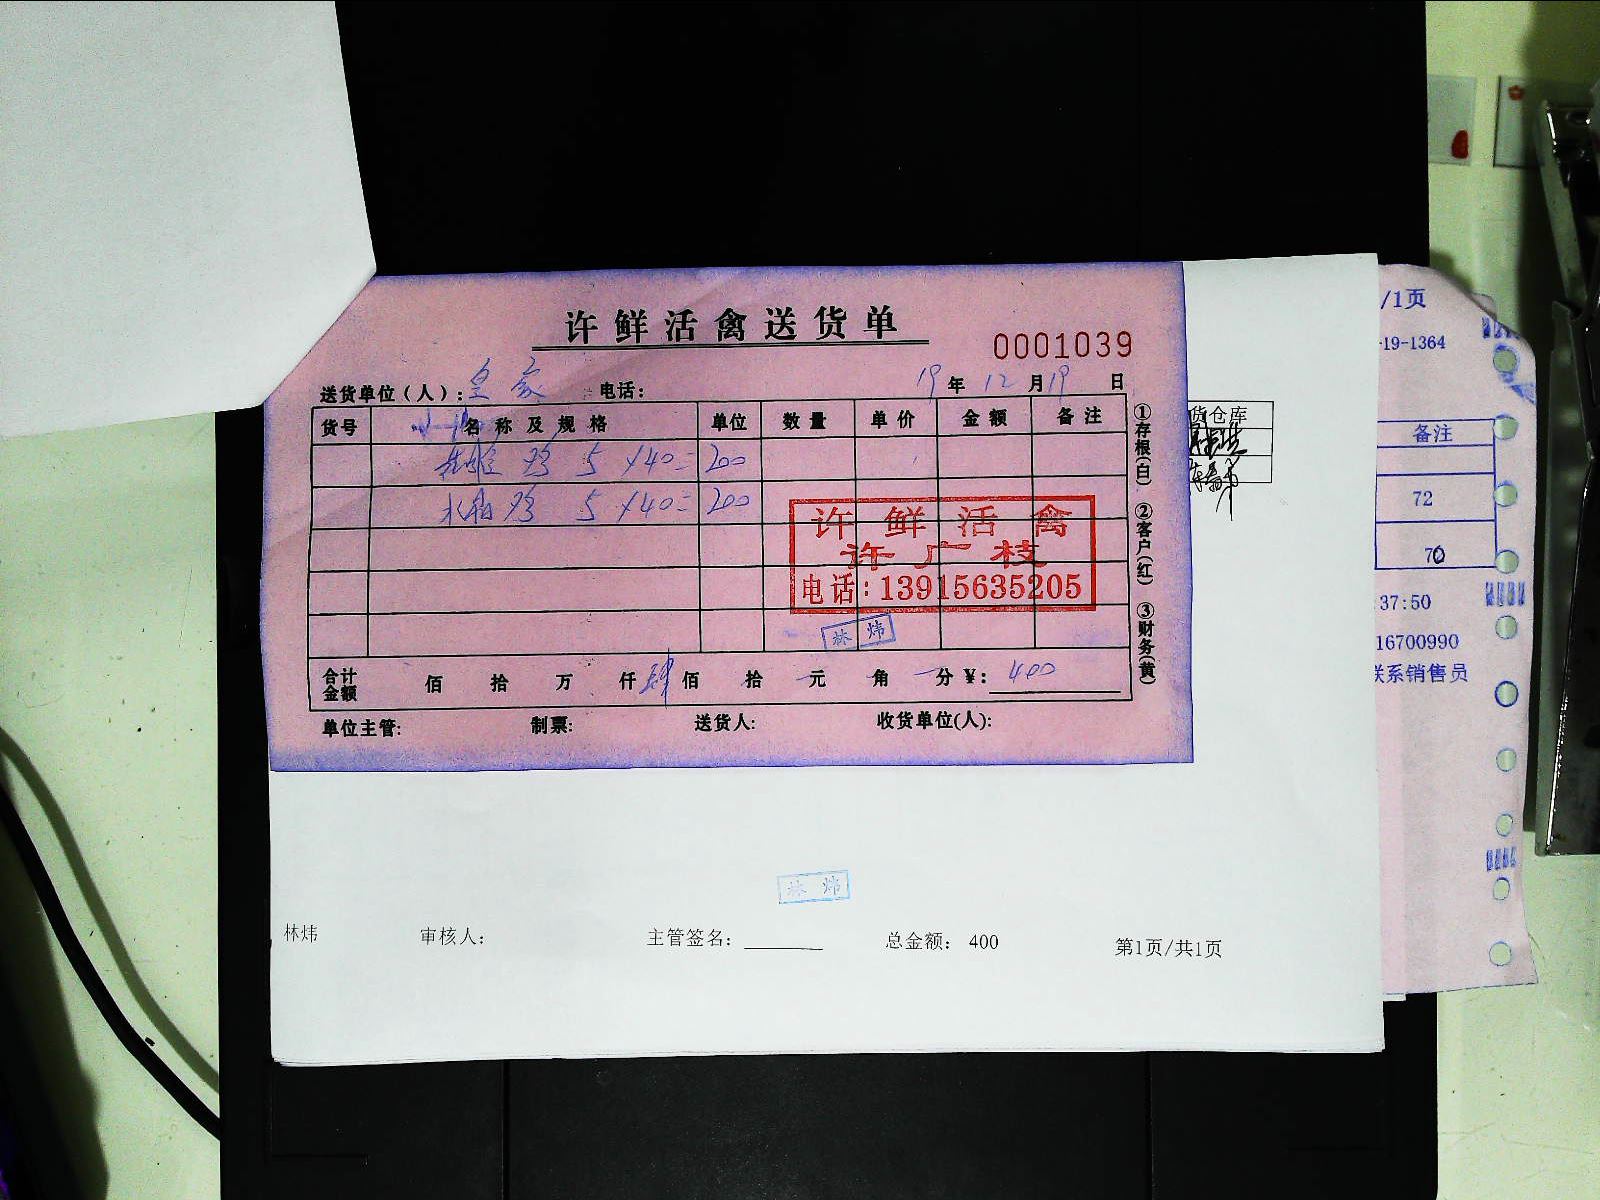 许鲜活禽送货单
0001039
送货单位（人）：皇家 电话： 19年12月19日
货号 名称及规格 单位 数量 单价 金额 备注
鸡 5 ×40= 200
鸡 5 ×40= 200
许鲜活禽
许广枝
电话：13915635205
林炜
合计金额 佰 拾 万 仟 肆佰 拾 元 角 分 ¥： 400
单位主管： 制票： 送货人： 收货单位(人)：
①存根(白) ②客户(红) ③财务(黄)
货仓库
林炜
林炜 审核人： 主管签名： 总金额： 400 第1页/共1页
/1页
-19-1364
备注
72
70
37:50
16700990
联系销售员